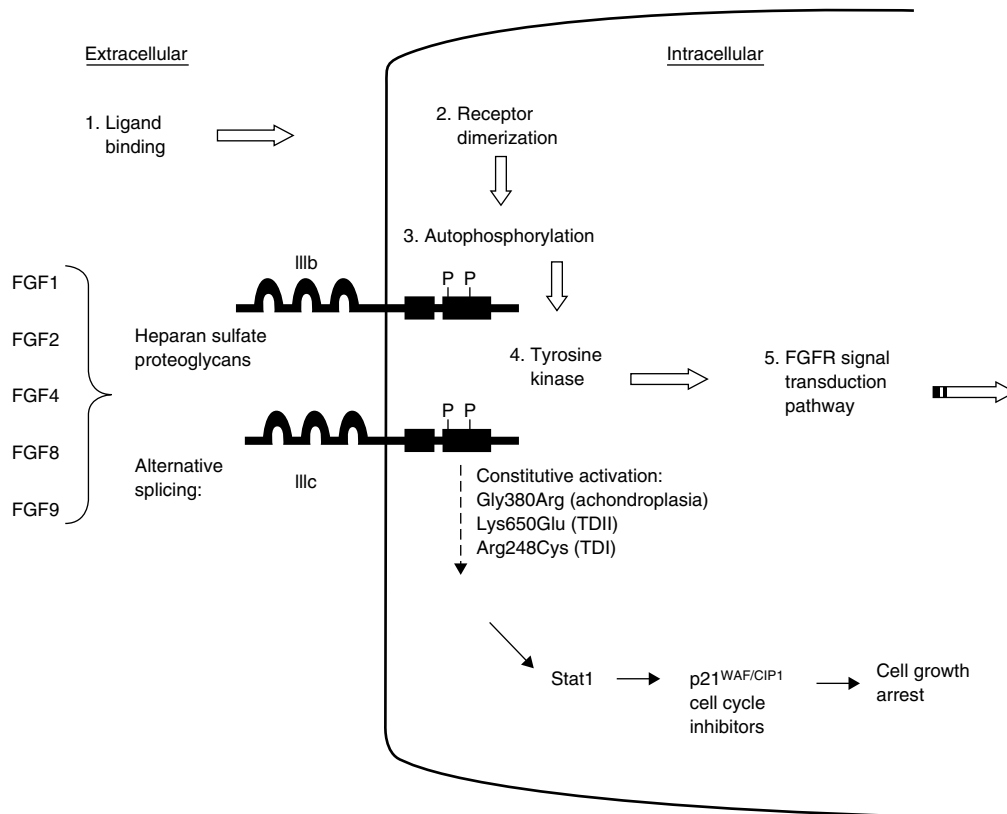 Extracellular
Intracellular
1. Ligand
binding
2. Receptor
dimerization
3. Autophosphorylation
FGF1
FGF2
FGF4
FGF8
FGF9
Heparan sulfate
proteoglycans
Alternative
splicing:
IIIb
P P
IIIc
P P
4. Tyrosine
kinase
5. FGFR signal
transduction
pathway
Constitutive activation:
Gly380Arg (achondroplasia)
Lys650Glu (TDII)
Arg248Cys (TDI)
Stat1
p21WAF/CIP1
cell cycle
inhibitors
Cell growth
arrest